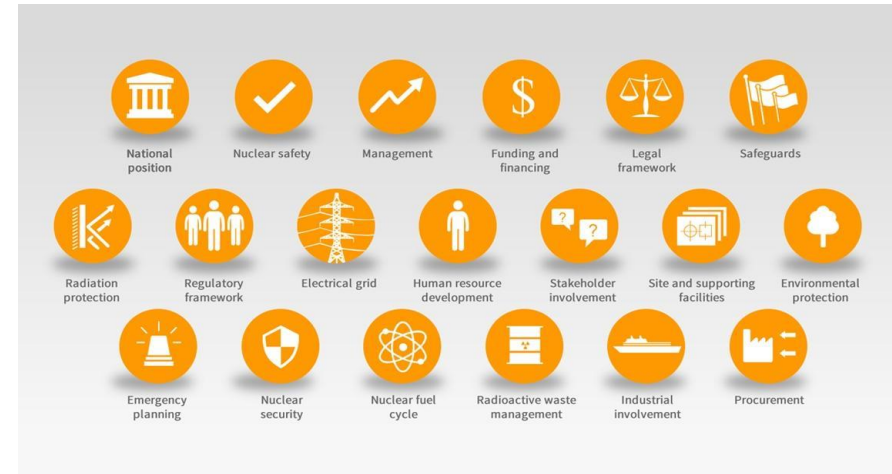 $
National
position
Nuclear safety
Management
Funding and
financing
Legal
framework
Safeguards
?
?
Radiation
protection
Regulatory
framework
Electrical grid
Human resource
development
Stakeholder
involvement
Site and supporting
facilities
Environmental
protection
Emergency
planning
Nuclear
security
Nuclear fuel
cycle
Radioactive waste
management
Industrial
involvement
Procurement